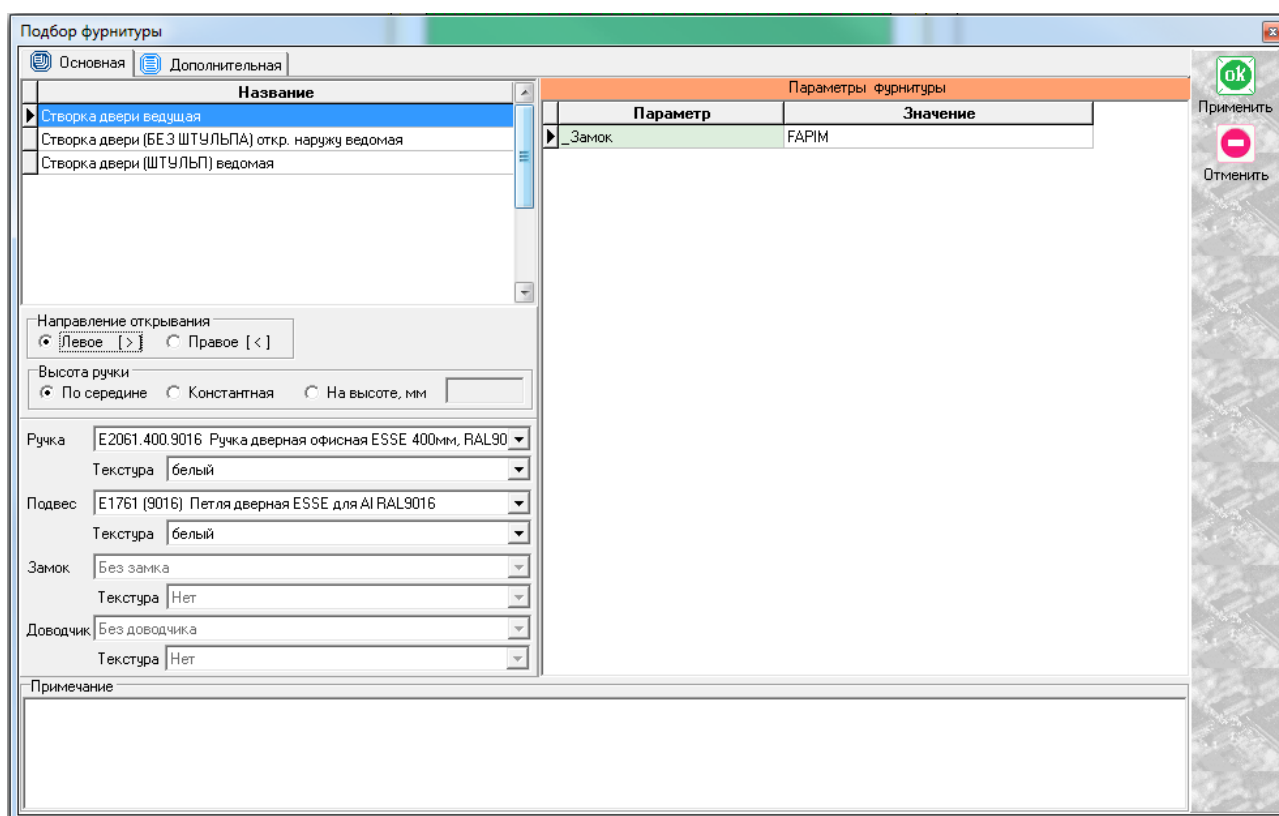 Подбор фурнитуры
Основная Дополнительная
Название
Створка двери ведущая
Створка двери (БЕЗ ШТУЛЬПА) откр. наружу ведомая
Створка двери (ШТУЛЬП) ведомая
Направление открывания
Левое [>] Правое [<]
Высота ручки
По середине Константная На высоте, мм
Ручка E2061.400.9016 Ручка дверная офисная ESSE 400мм, RAL90
Текстура белый
Подвес E1761 (9016) Петля дверная ESSE для Al RAL9016
Текстура белый
Замок Без замка
Текстура Нет
Доводчик Без доводчика
Текстура Нет
Параметры фурнитуры
Параметр Значение
_Замок FAPIM
ok
Применить
Отменить
Примечание